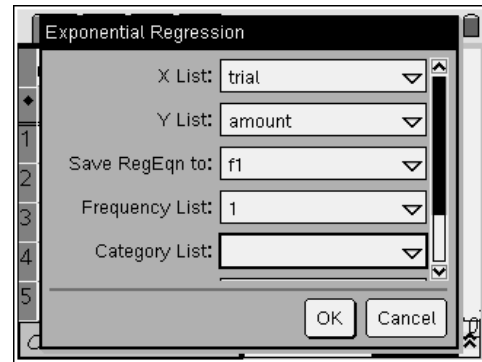 Exponential Regression
X List: trial
Y List: amount
Save RegEqn to: f1
Frequency List: 1
Category List:
1
2
3
4
5
OK Cancel